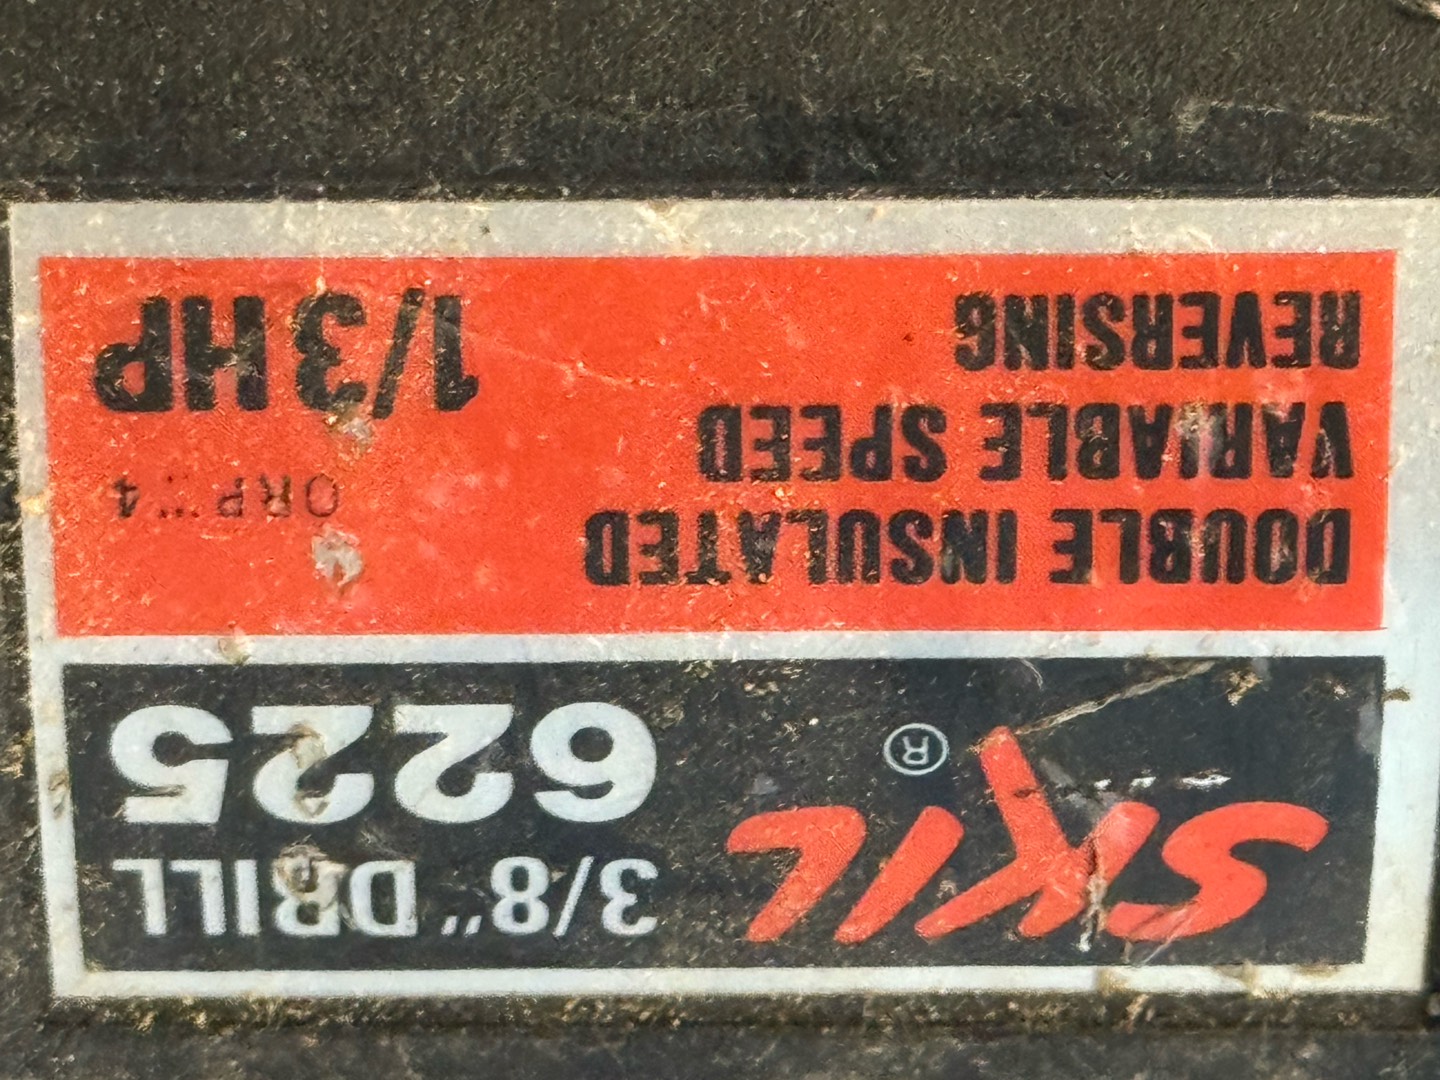 SKIL®
3/8" DRILL
6225
DOUBLE INSULATED
VARIABLE SPEED
REVERSING
1/3 HP